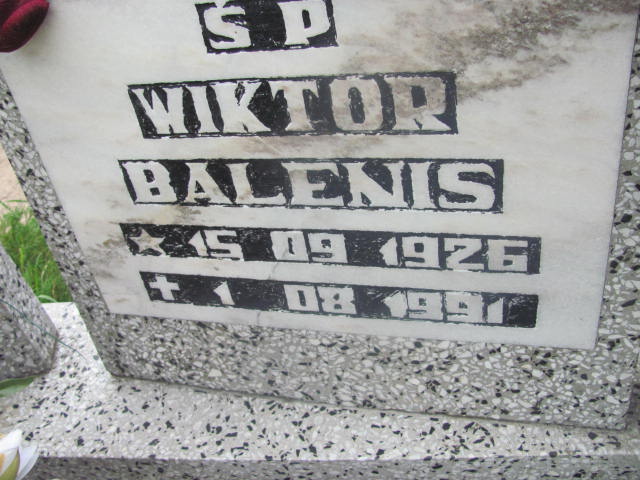 Ś P
WIKTOR
BALENIS
★ 15 09 1926
✝ 1 08 1991